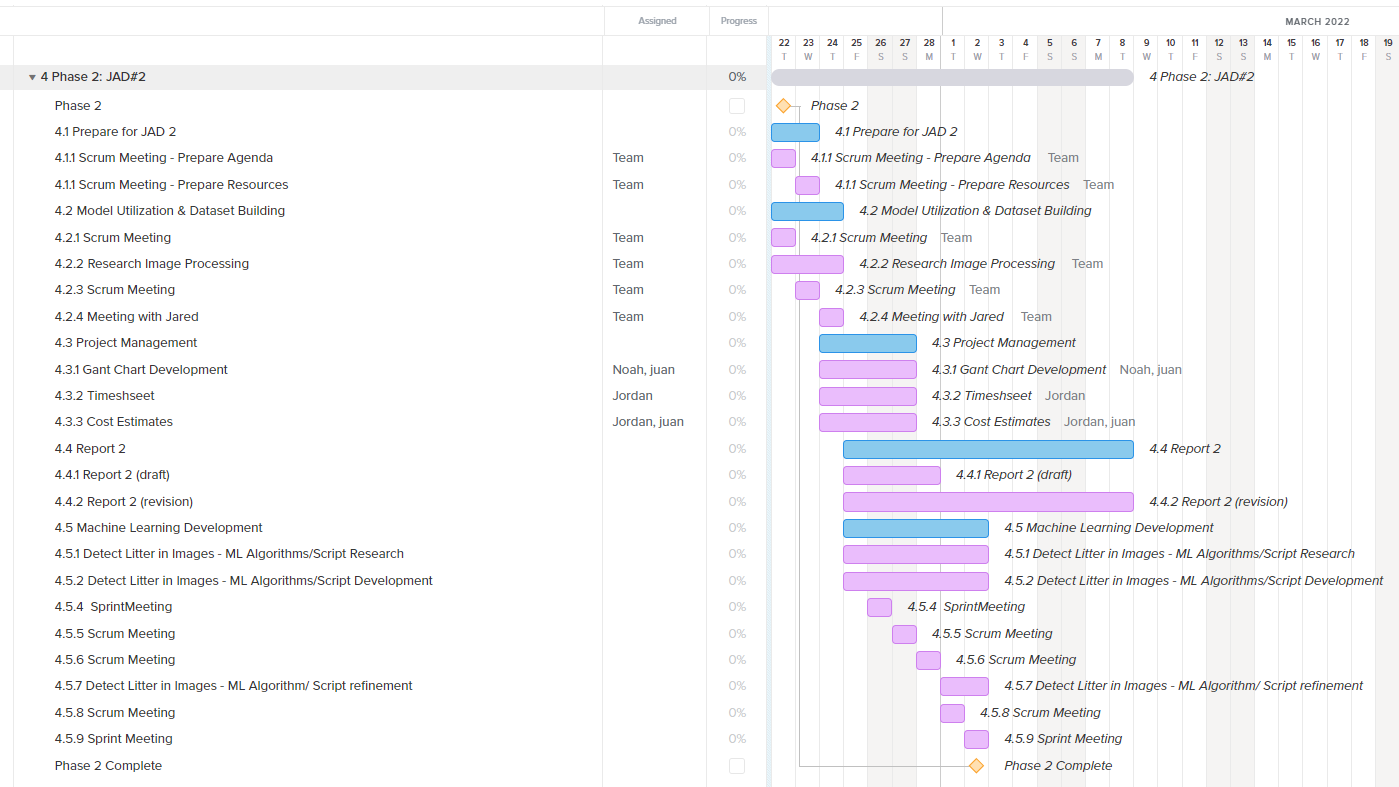 Assigned Progress MARCH 2022
22 23 24 25 26 27 28 1 2 3 4 5 6 7 8 9 10 11 12 13 14 15 16 17 18 19
T W T F S S M T W T F S S M T W T F S S M T W T F S
4 Phase 2: JAD#2 0% 4 Phase 2: JAD#2
Phase 2 Phase 2
4.1 Prepare for JAD 2 0% 4.1 Prepare for JAD 2
4.1.1 Scrum Meeting - Prepare Agenda Team 0% 4.1.1 Scrum Meeting - Prepare Agenda Team
4.1.1 Scrum Meeting - Prepare Resources Team 0% 4.1.1 Scrum Meeting - Prepare Resources Team
4.2 Model Utilization & Dataset Building 0% 4.2 Model Utilization & Dataset Building
4.2.1 Scrum Meeting Team 0% 4.2.1 Scrum Meeting Team
4.2.2 Research Image Processing Team 0% 4.2.2 Research Image Processing Team
4.2.3 Scrum Meeting Team 0% 4.2.3 Scrum Meeting Team
4.2.4 Meeting with Jared Team 0% 4.2.4 Meeting with Jared Team
4.3 Project Management 0% 4.3 Project Management
4.3.1 Gant Chart Development Noah, juan 0% 4.3.1 Gant Chart Development Noah, juan
4.3.2 Timeshseet Jordan 0% 4.3.2 Timeshseet Jordan
4.3.3 Cost Estimates Jordan, juan 0% 4.3.3 Cost Estimates Jordan, juan
4.4 Report 2 0% 4.4 Report 2
4.4.1 Report 2 (draft) 0% 4.4.1 Report 2 (draft)
4.4.2 Report 2 (revision) 0% 4.4.2 Report 2 (revision)
4.5 Machine Learning Development 0% 4.5 Machine Learning Development
4.5.1 Detect Litter in Images - ML Algorithms/Script Research 0% 4.5.1 Detect Litter in Images - ML Algorithms/Script Research
4.5.2 Detect Litter in Images - ML Algorithms/Script Development 0% 4.5.2 Detect Litter in Images - ML Algorithms/Script Development
4.5.4 SprintMeeting 0% 4.5.4 SprintMeeting
4.5.5 Scrum Meeting 0% 4.5.5 Scrum Meeting
4.5.6 Scrum Meeting 0% 4.5.6 Scrum Meeting
4.5.7 Detect Litter in Images - ML Algorithm/ Script refinement 0% 4.5.7 Detect Litter in Images - ML Algorithm/ Script refinement
4.5.8 Scrum Meeting 0% 4.5.8 Scrum Meeting
4.5.9 Sprint Meeting 0% 4.5.9 Sprint Meeting
Phase 2 Complete Phase 2 Complete